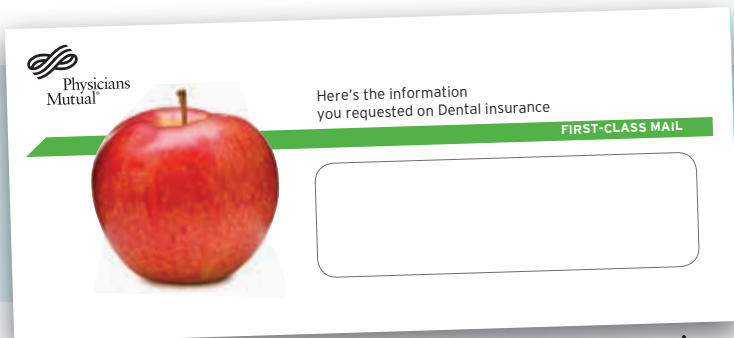 Physicians
Mutual®
Here's the information
you requested on Dental insurance
FIRST-CLASS MAIL